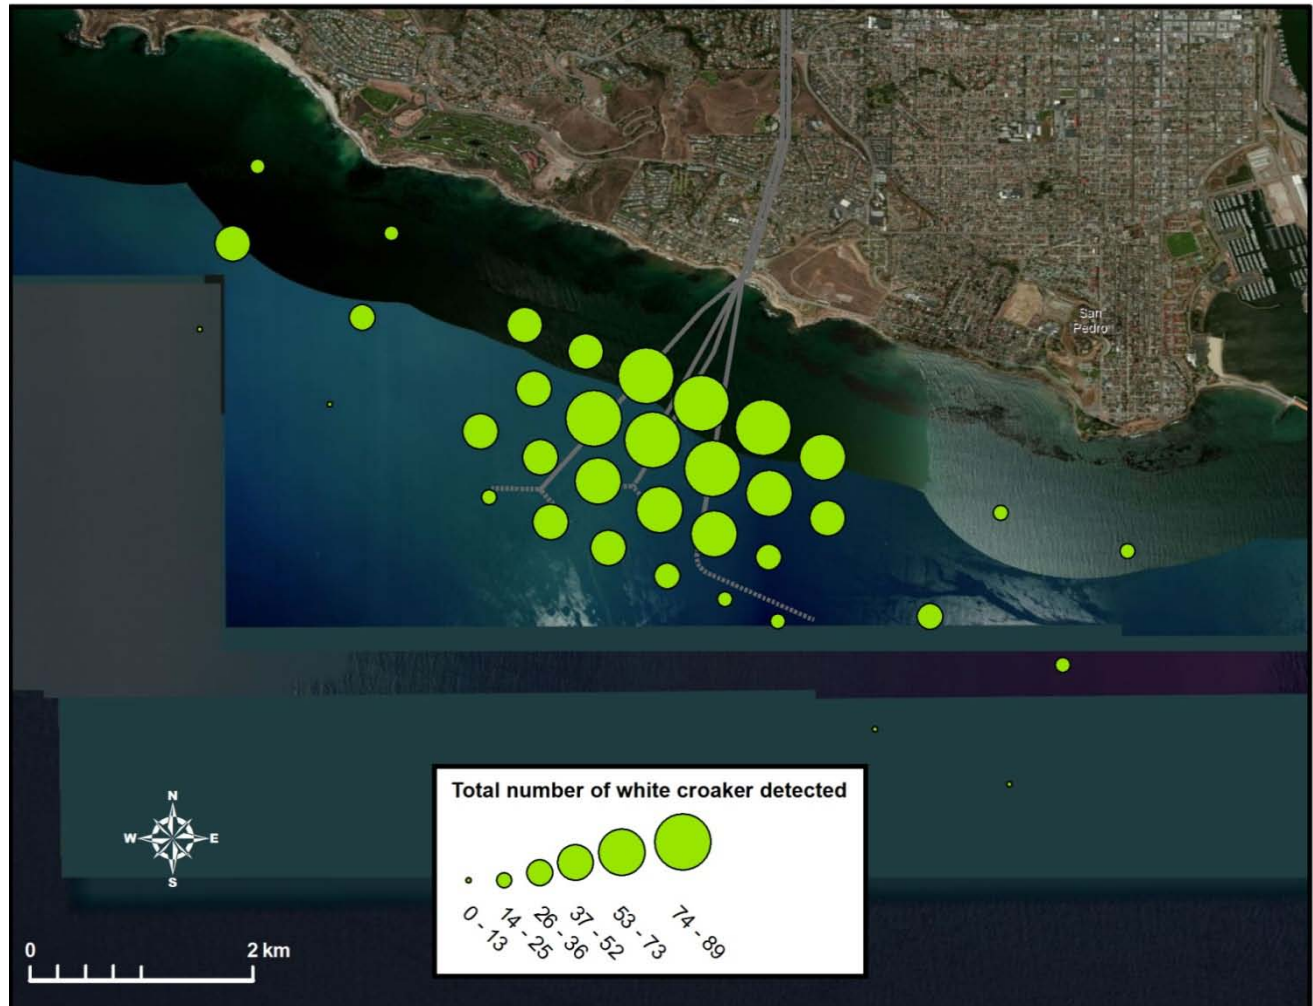 San
Pedro
Total number of white croaker detected
0 - 13
14 - 25
26 - 36
37 - 52
53 - 73
74 - 89
N
W
E
S
0
2 km